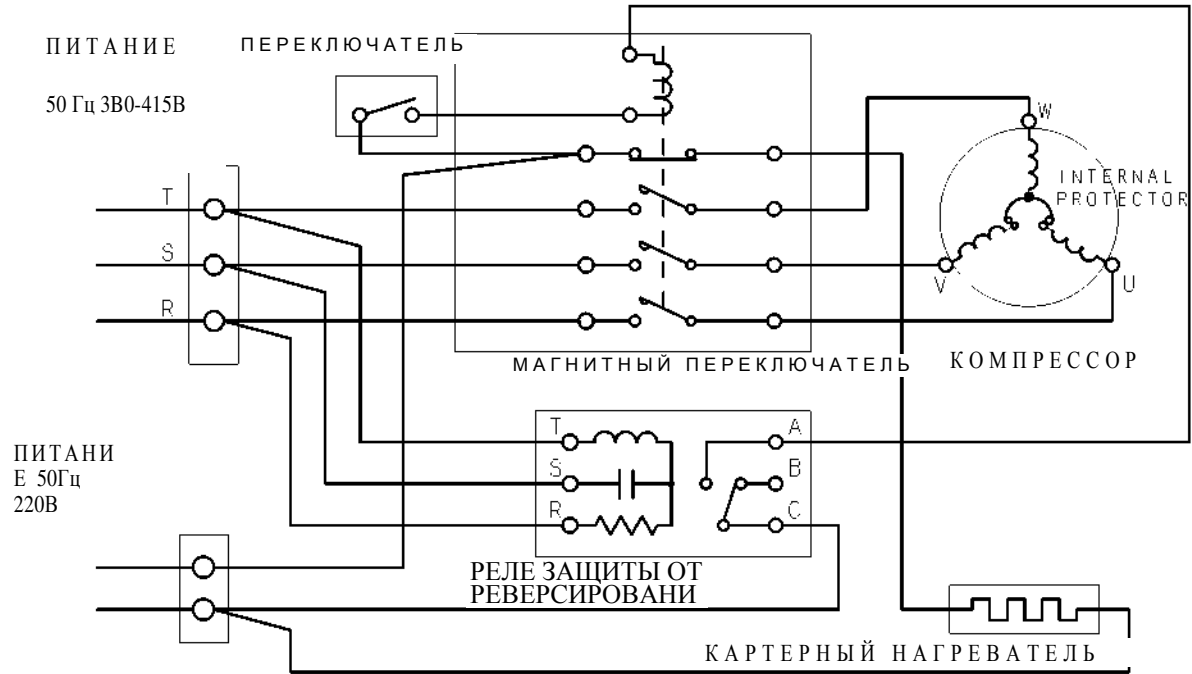 ПИТАНИЕ
ПЕРЕКЛЮЧАТЕЛЬ
50 Гц 3В0-415В
W
INTERNAL
PROTECTOR
T
S
R
V
U
МАГНИТНЫЙ ПЕРЕКЛЮЧАТЕЛЬ
КОМПРЕССОР
ПИТАНИ
Е 50Гц
220В
T
S
R
A
B
C
РЕЛЕ ЗАЩИТЫ ОТ
РЕВЕРСИРОВАНИ
КАРТЕРНЫЙ НАГРЕВАТЕЛЬ